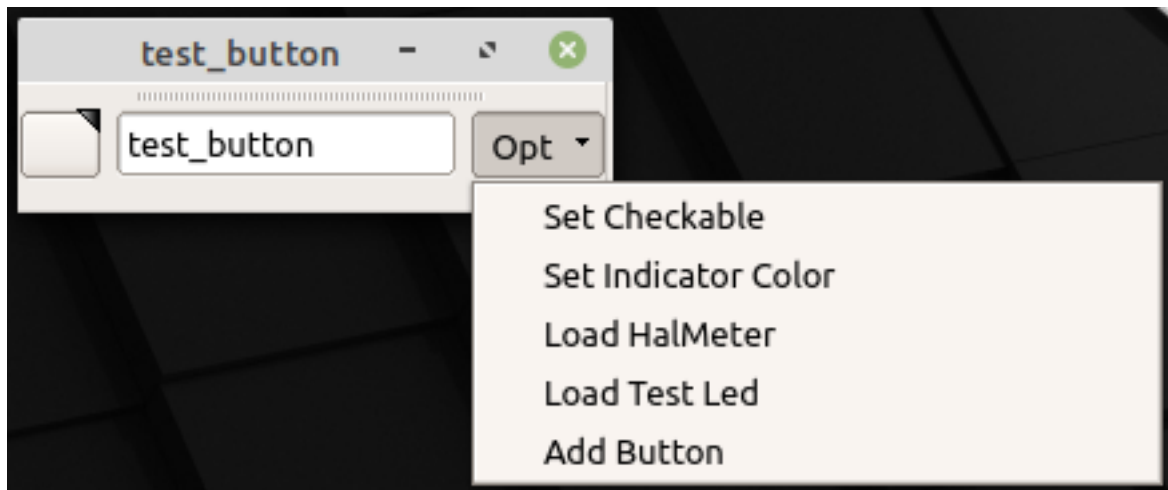 test_button
test_button
Opt
Set Checkable
Set Indicator Color
Load HalMeter
Load Test Led
Add Button